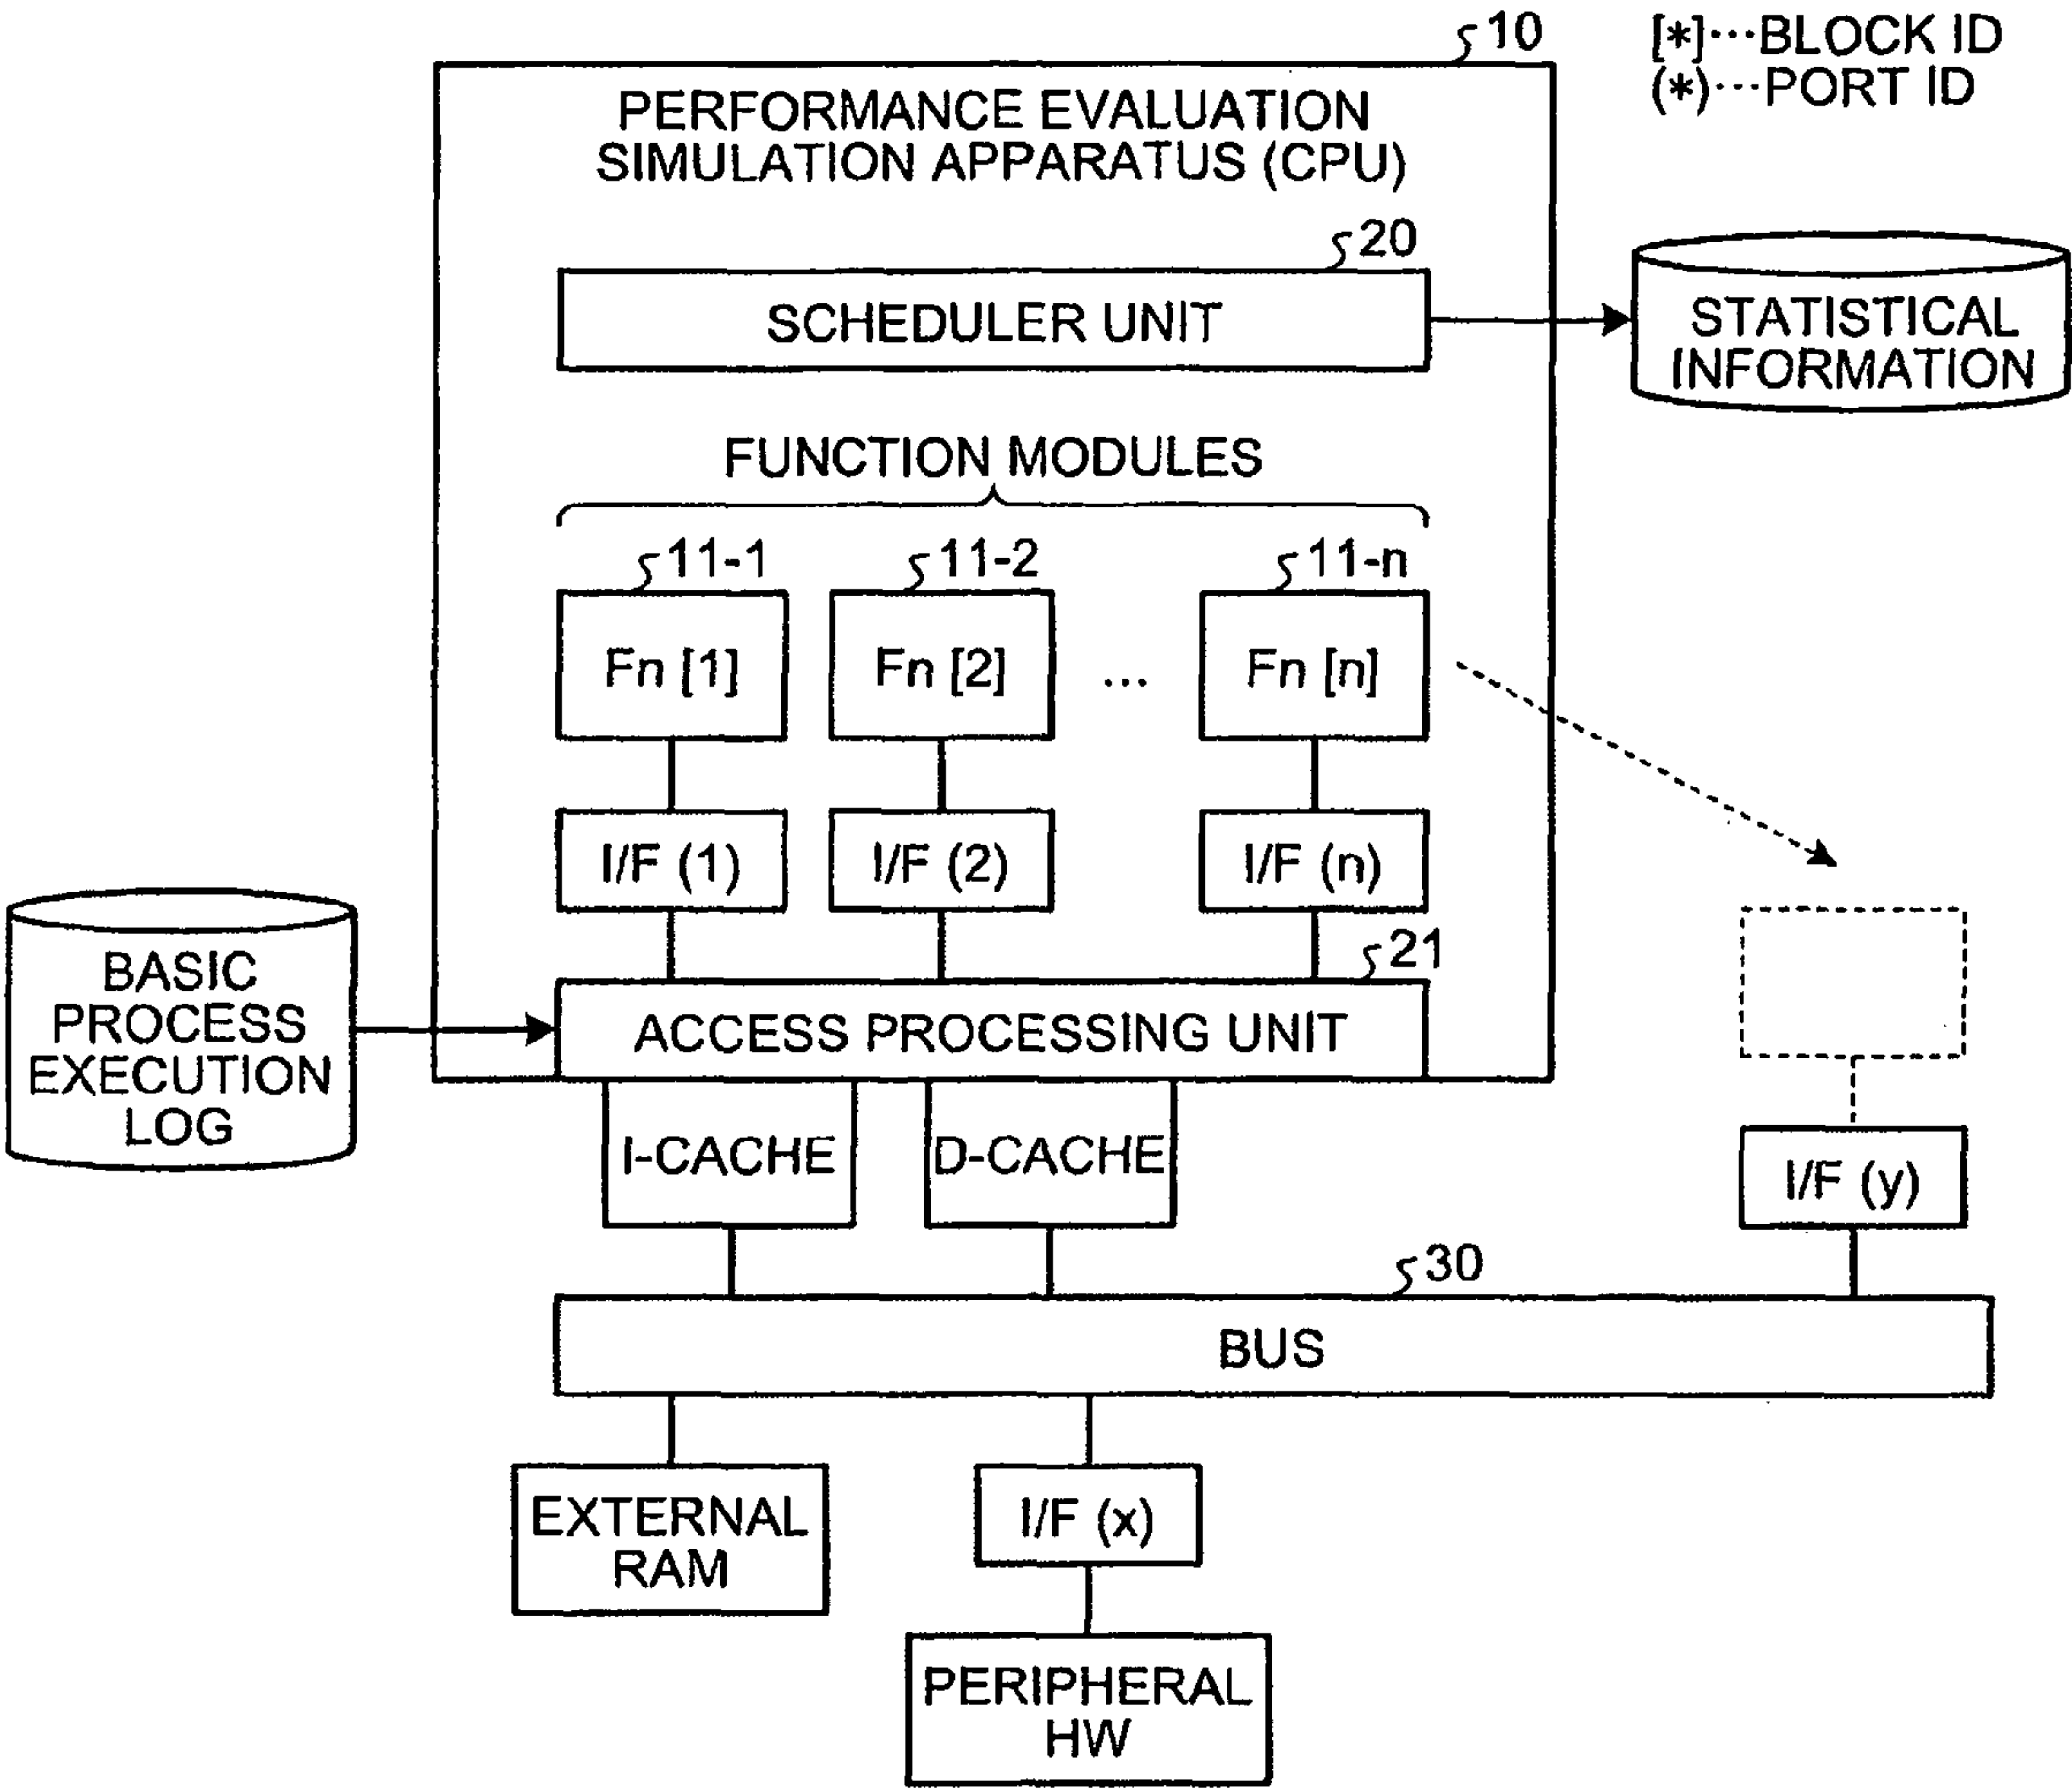 10
[*]···BLOCK ID
(*)···PORT ID
PERFORMANCE EVALUATION
SIMULATION APPARATUS (CPU)
20
SCHEDULER UNIT
STATISTICAL
INFORMATION
FUNCTION MODULES
11-1
11-2
11-n
Fn [1]
Fn [2]
...
Fn [n]
I/F (1)
I/F (2)
I/F (n)
BASIC
PROCESS
EXECUTION
LOG
21
ACCESS PROCESSING UNIT
I-CACHE
D-CACHE
I/F (y)
30
BUS
EXTERNAL
RAM
I/F (x)
PERIPHERAL
HW